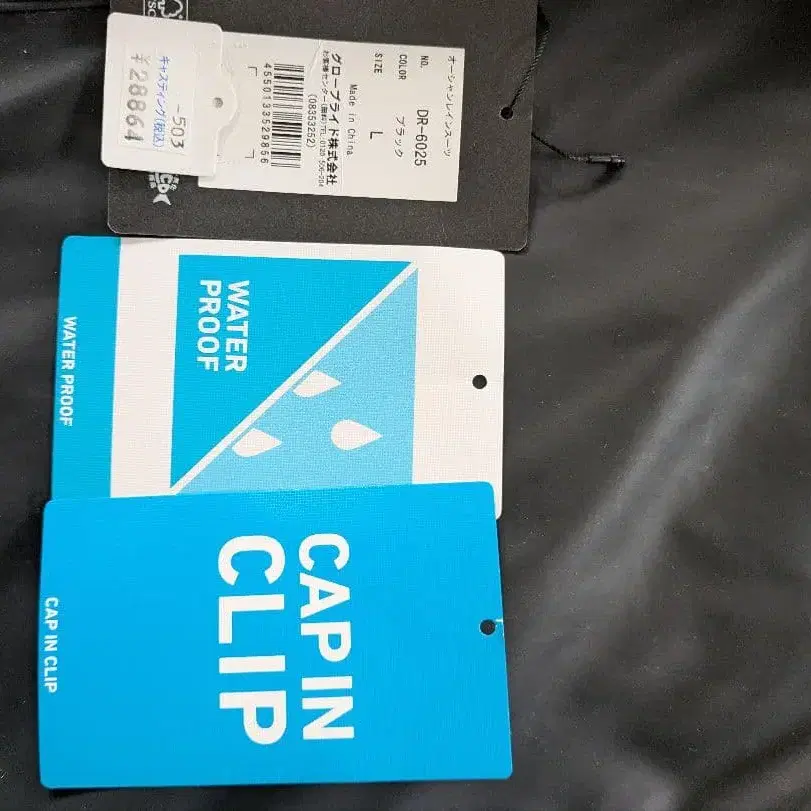 オーシャンレインスーツ
NO. DR-6025
COLOR ブラック
SIZE L
Made in China
グローブライド株式会社
(08353252)
4550133529856
-503
キャスティング(税込)
¥28864
WATER
PROOF
WATER PROOF
CAP IN
CLIP
CAP IN CLIP